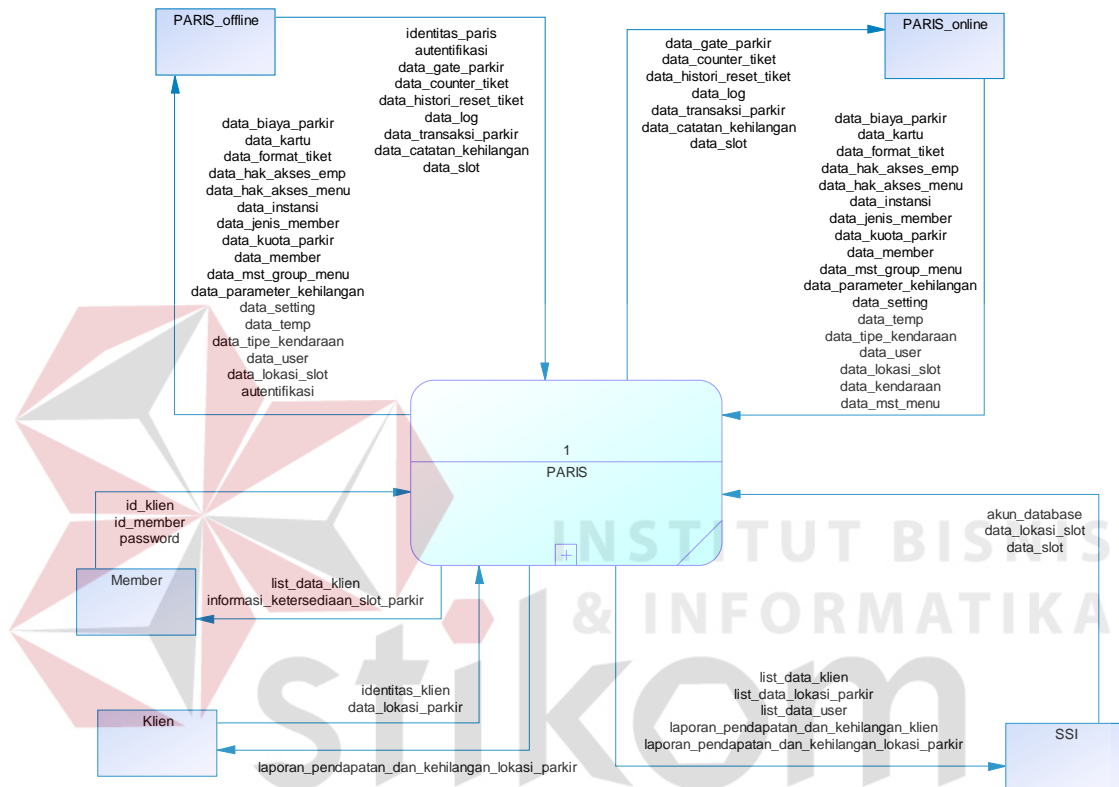 PARIS_offline
PARIS_online
identitas_paris
autentifikasi
data_gate_parkir
data_counter_tiket
data_histori_reset_tiket
data_log
data_transaksi_parkir
data_catatan_kehilangan
data_slot
data_gate_parkir
data_counter_tiket
data_histori_reset_tiket
data_log
data_transaksi_parkir
data_catatan_kehilangan
data_slot
data_biaya_parkir
data_kartu
data_format_tiket
data_hak_akses_emp
data_hak_akses_menu
data_instansi
data_jenis_member
data_kuota_parkir
data_member
data_mst_group_menu
data_parameter_kehilangan
data_setting
data_temp
data_tipe_kendaraan
data_user
data_lokasi_slot
autentifikasi
data_biaya_parkir
data_kartu
data_format_tiket
data_hak_akses_emp
data_hak_akses_menu
data_instansi
data_jenis_member
data_kuota_parkir
data_member
data_mst_group_menu
data_parameter_kehilangan
data_setting
data_temp
data_tipe_kendaraan
data_user
data_lokasi_slot
data_kendaraan
data_mst_menu
1
PARIS
id_klien
id_member
password
akun_database
data_lokasi_slot
data_slot
INSTITUT BISNIS
& INFORMATIKA
stikom
Member
list_data_klien
informasi_ketersediaan_slot_parkir
identitas_klien
data_lokasi_parkir
Klien
laporan_pendapatan_dan_kehilangan_lokasi_parkir
list_data_klien
list_data_lokasi_parkir
list_data_user
laporan_pendapatan_dan_kehilangan_klien
laporan_pendapatan_dan_kehilangan_lokasi_parkir
SSI